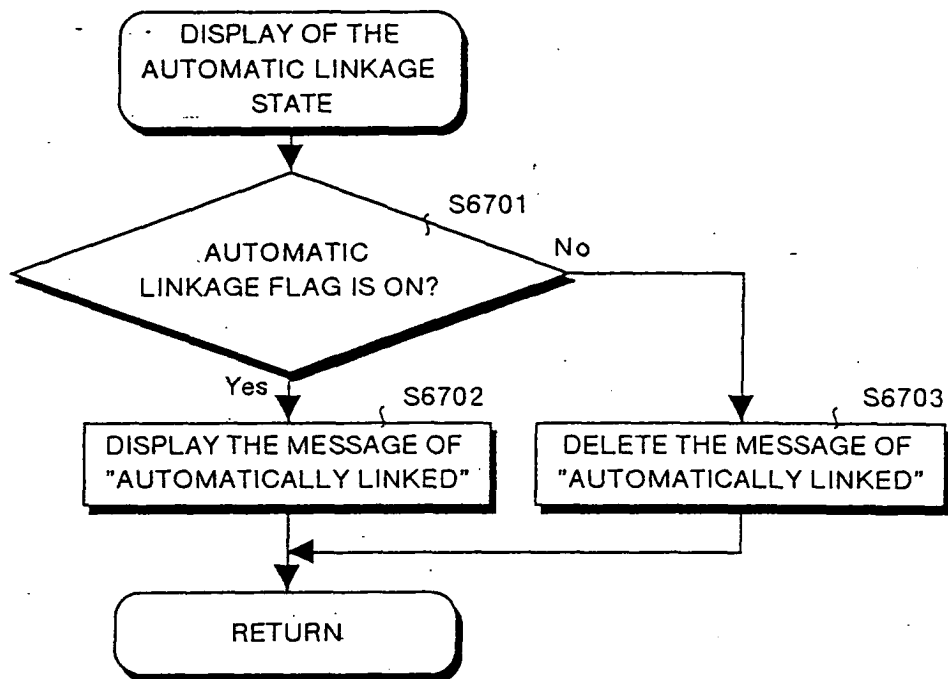 DISPLAY OF THE
AUTOMATIC LINKAGE
STATE
S6701
AUTOMATIC
LINKAGE FLAG IS ON?
No
Yes
S6702
DISPLAY THE MESSAGE OF
"AUTOMATICALLY LINKED"
S6703
DELETE THE MESSAGE OF
"AUTOMATICALLY LINKED"
RETURN